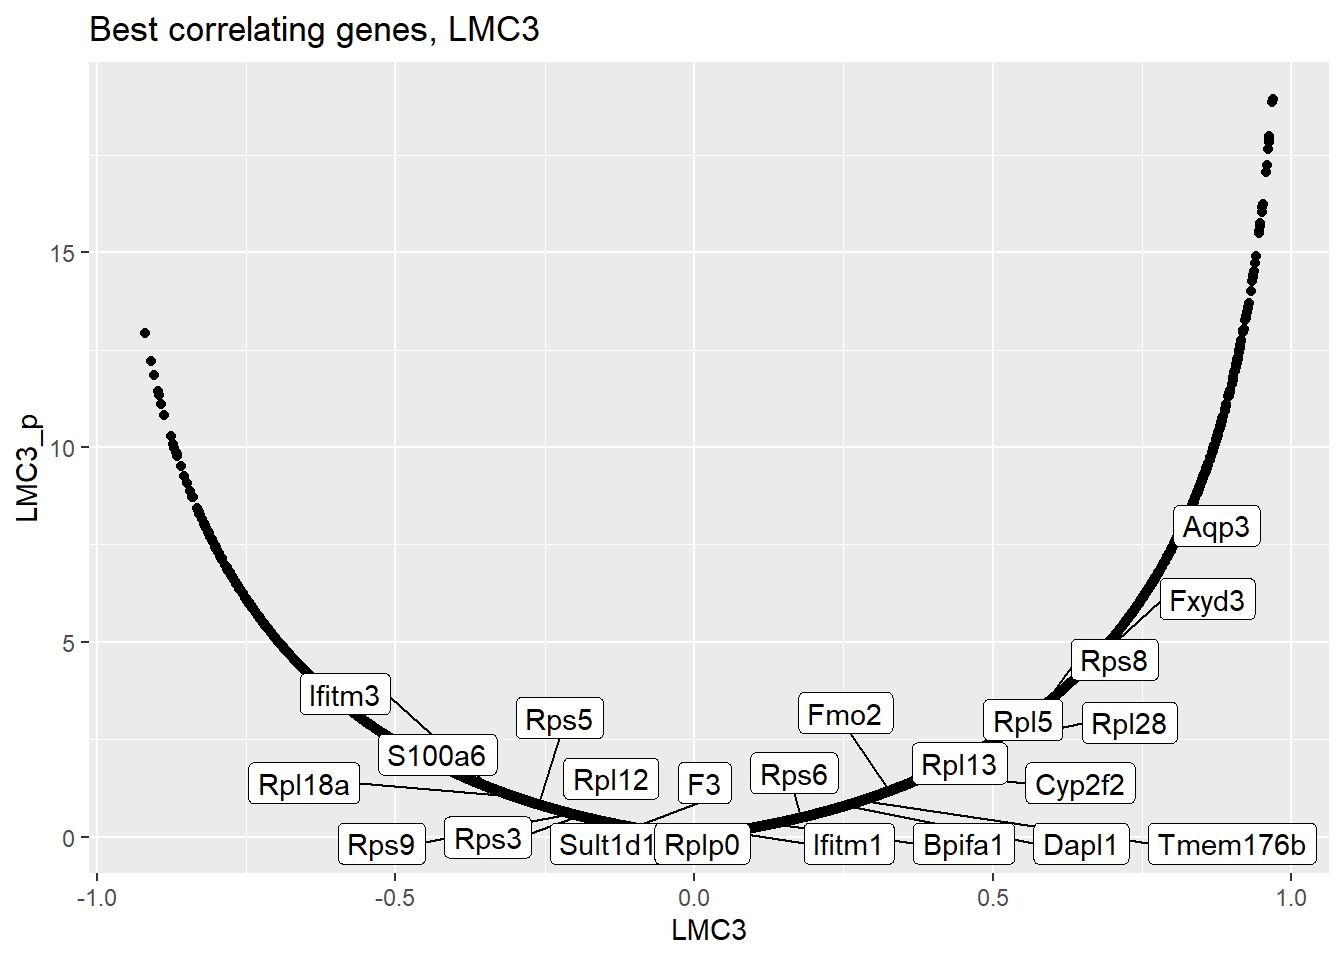 Best correlating genes, LMC3
LMC3_p
15
10
5
0
Aqp3
Fxyd3
Rps8
Ifitm3
Rps5
Fmo2
Rpl5
Rpl28
S100a6
Rpl18a
Rpl12
F3
Rps6
Rpl13
Cyp2f2
Rps9
Rps3
Sult1d1
Rplp0
Ifitm1
Bpifa1
Dapl1
Tmem176b
-1.0
-0.5
0.0
0.5
1.0
LMC3